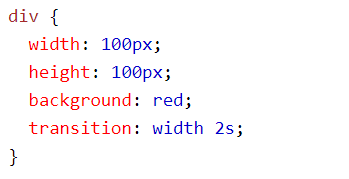 div {
  width: 100px;
  height: 100px;
  background: red;
  transition: width 2s;
}